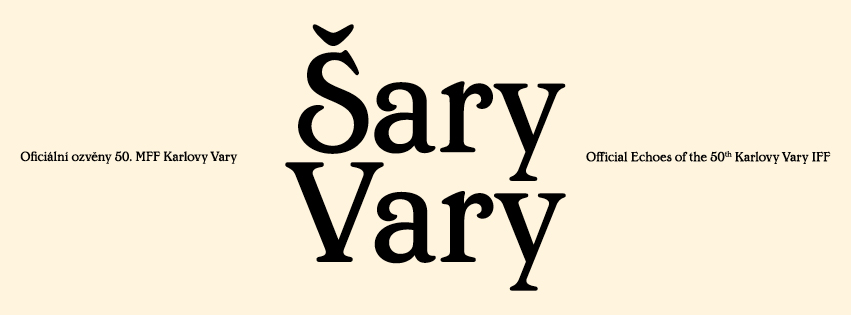 Šary
Vary
Oficiální ozvěny 50. MFF Karlovy Vary
Official Echoes of the 50th Karlovy Vary IFF